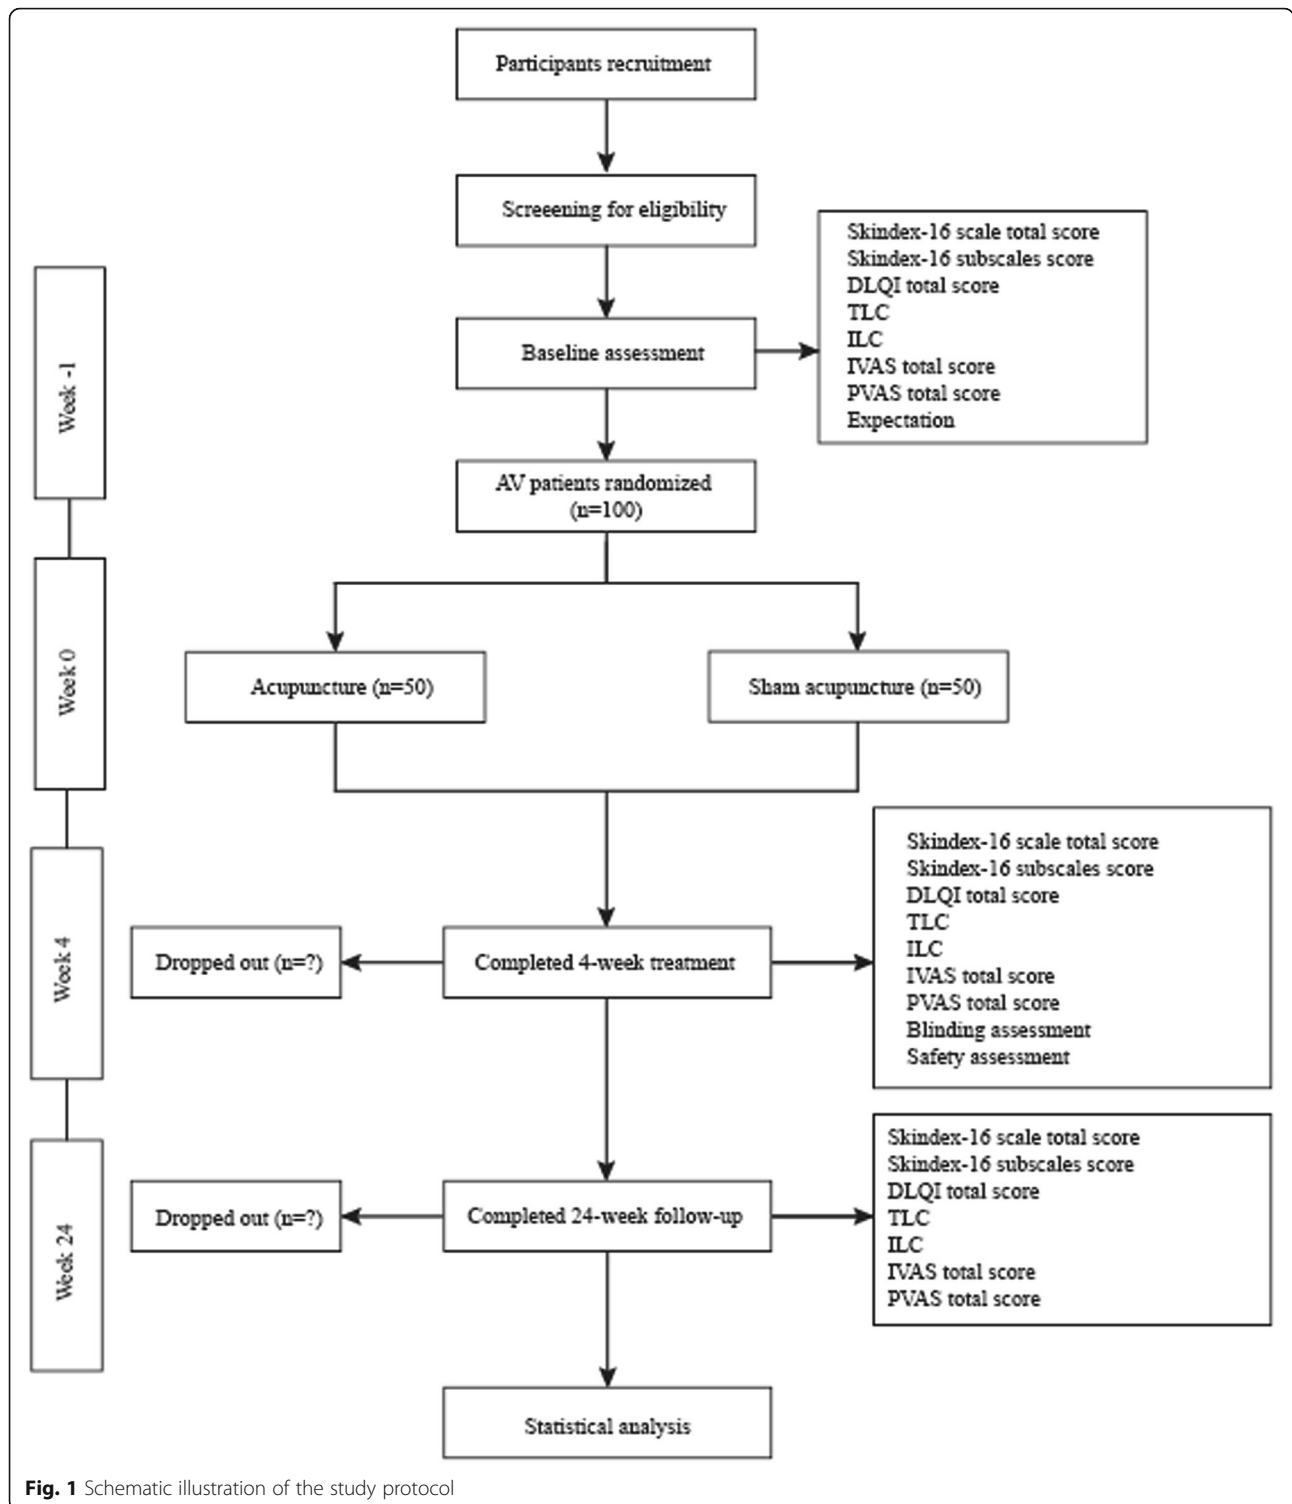 Participants recruitment
Screeening for eligibility
Skindex-16 scale total score
Skindex-16 subscales score
DLQI total score
TLC
ILC
IVAS total score
PVAS total score
Expectation
Baseline assessment
Week -1
AV patients randomized
(n=100)
Week 0
Acupuncture (n=50)
Sham acupuncture (n=50)
Week 4
Dropped out (n=?)
Completed 4-week treatment
Skindex-16 scale total score
Skindex-16 subscales score
DLQI total score
TLC
ILC
IVAS total score
PVAS total score
Blinding assessment
Safety assessment
Week 24
Dropped out (n=?)
Completed 24-week follow-up
Skindex-16 scale total score
Skindex-16 subscales score
DLQI total score
TLC
ILC
IVAS total score
PVAS total score
Statistical analysis
Fig. 1 Schematic illustration of the study protocol